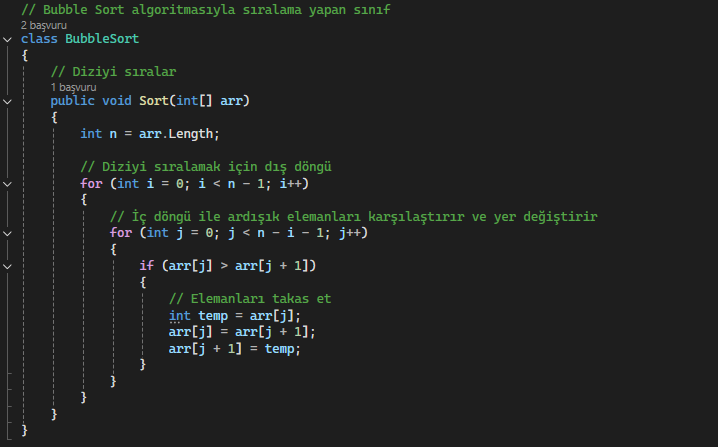 // Bubble Sort algoritmasıyla sıralama yapan sınıf
2 başvuru
class BubbleSort
{
// Diziyi sıralar
1 başvuru
public void Sort(int[] arr)
{
int n = arr.Length;
// Diziyi sıralamak için dış döngü
for (int i = 0; i < n - 1; i++)
{
// İç döngü ile ardışık elemanları karşılaştırır ve yer değiştirir
for (int j = 0; j < n - i - 1; j++)
{
if (arr[j] > arr[j + 1])
{
// Elemanları takas et
int temp = arr[j];
arr[j] = arr[j + 1];
arr[j + 1] = temp;
}
}
}
}
}